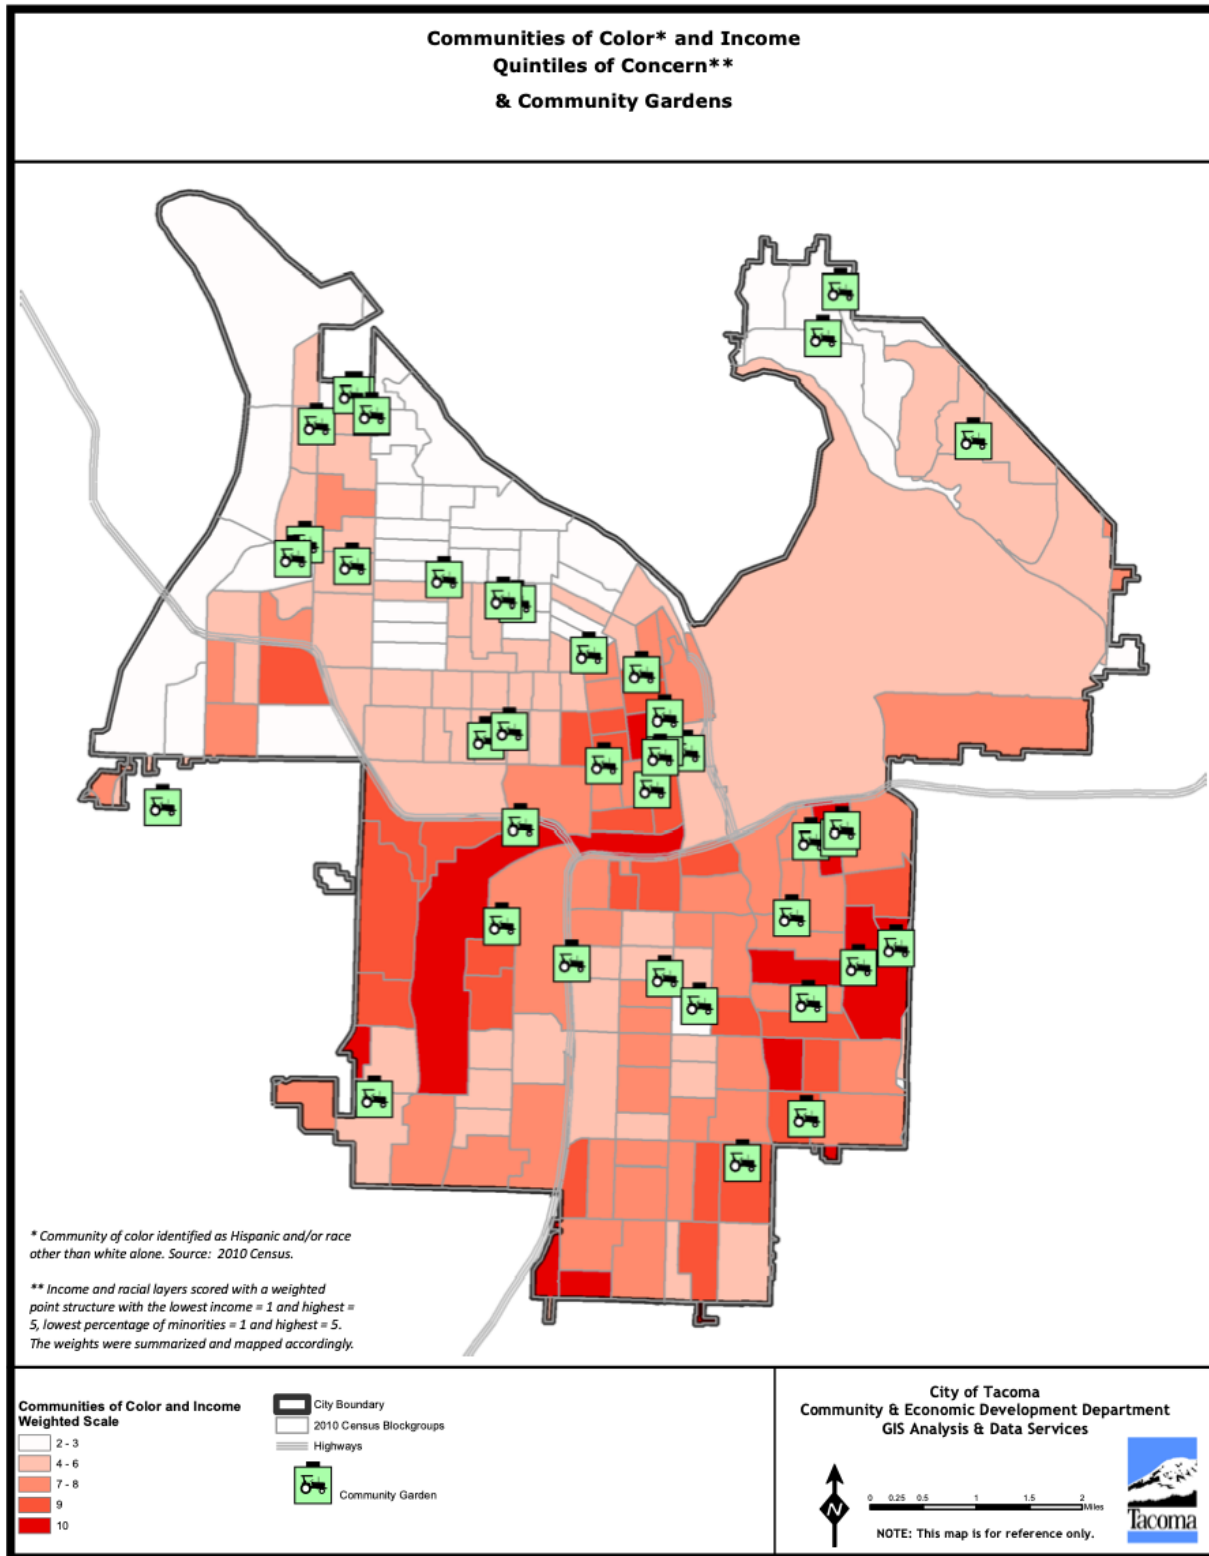 Communities of Color* and Income
Quintiles of Concern**
& Community Gardens
* Community of color identified as Hispanic and/or race
other than white alone. Source: 2010 Census.
** Income and racial layers scored with a weighted
point structure with the lowest income = 1 and highest =
5, lowest percentage of minorities = 1 and highest = 5.
The weights were summarized and mapped accordingly.
Communities of Color and Income
Weighted Scale
2 - 3
4 - 6
7 - 8
9
10
City Boundary
2010 Census Blockgroups
Highways
Community Garden
City of Tacoma
Community & Economic Development Department
GIS Analysis & Data Services
N
0 0.25 0.5 1 1.5 2
Miles
NOTE: This map is for reference only.
Tacoma